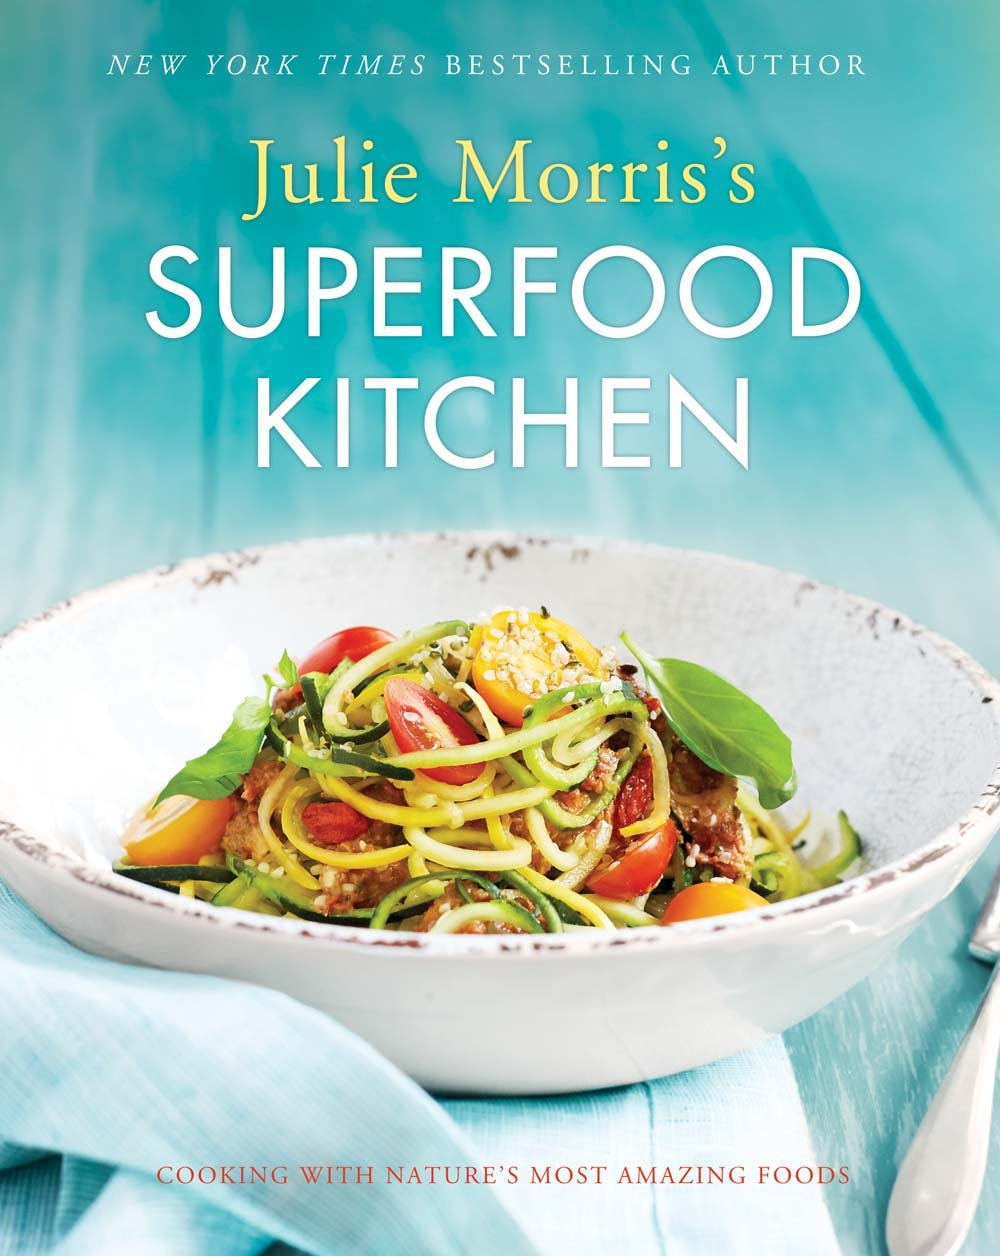 NEW YORK TIMES BESTSELLING AUTHOR
Julie Morris's
SUPERFOOD
KITCHEN
COOKING WITH NATURE'S MOST AMAZING FOODS